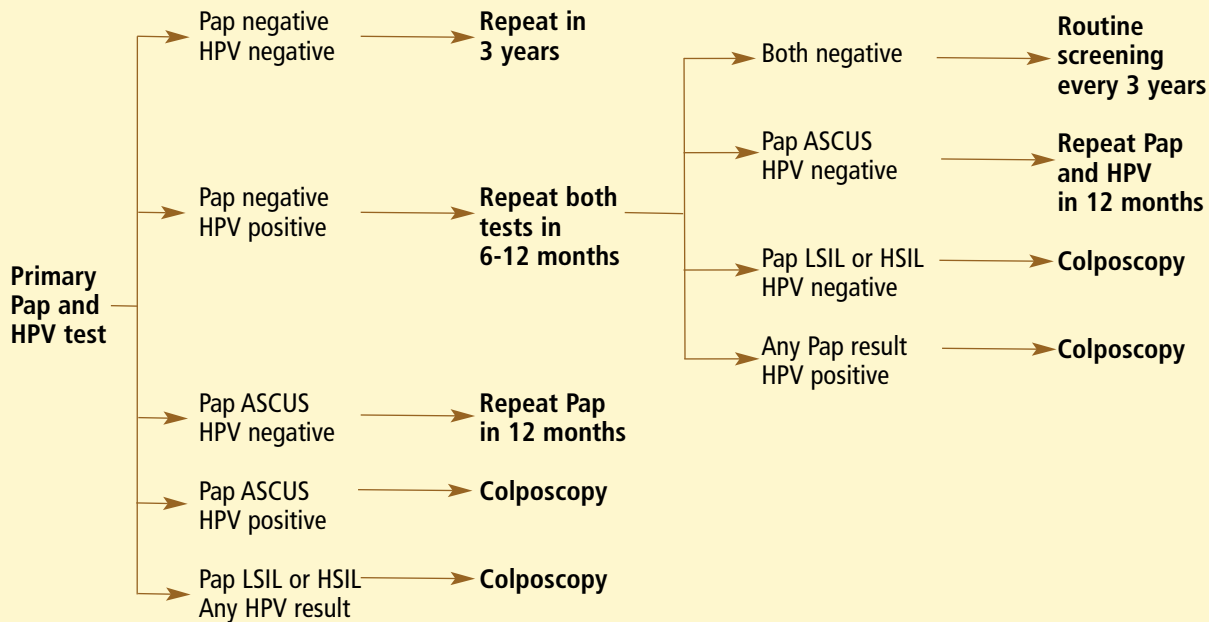 Primary
Pap and
HPV test
Pap negative
HPV negative
Repeat in
3 years
Pap negative
HPV positive
Repeat both
tests in
6-12 months
Both negative
Routine
screening
every 3 years
Pap ASCUS
HPV negative
Repeat Pap
and HPV
in 12 months
Pap LSIL or HSIL
HPV negative
Colposcopy
Any Pap result
HPV positive
Colposcopy
Pap ASCUS
HPV negative
Repeat Pap
in 12 months
Pap ASCUS
HPV positive
Colposcopy
Pap LSIL or HSIL
Any HPV result
Colposcopy